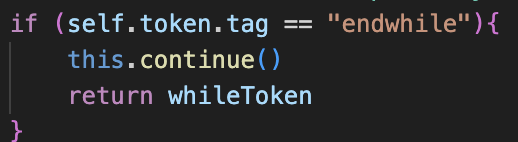 if (self.token.tag == "endwhile"){
    this.continue()
    return whileToken
}